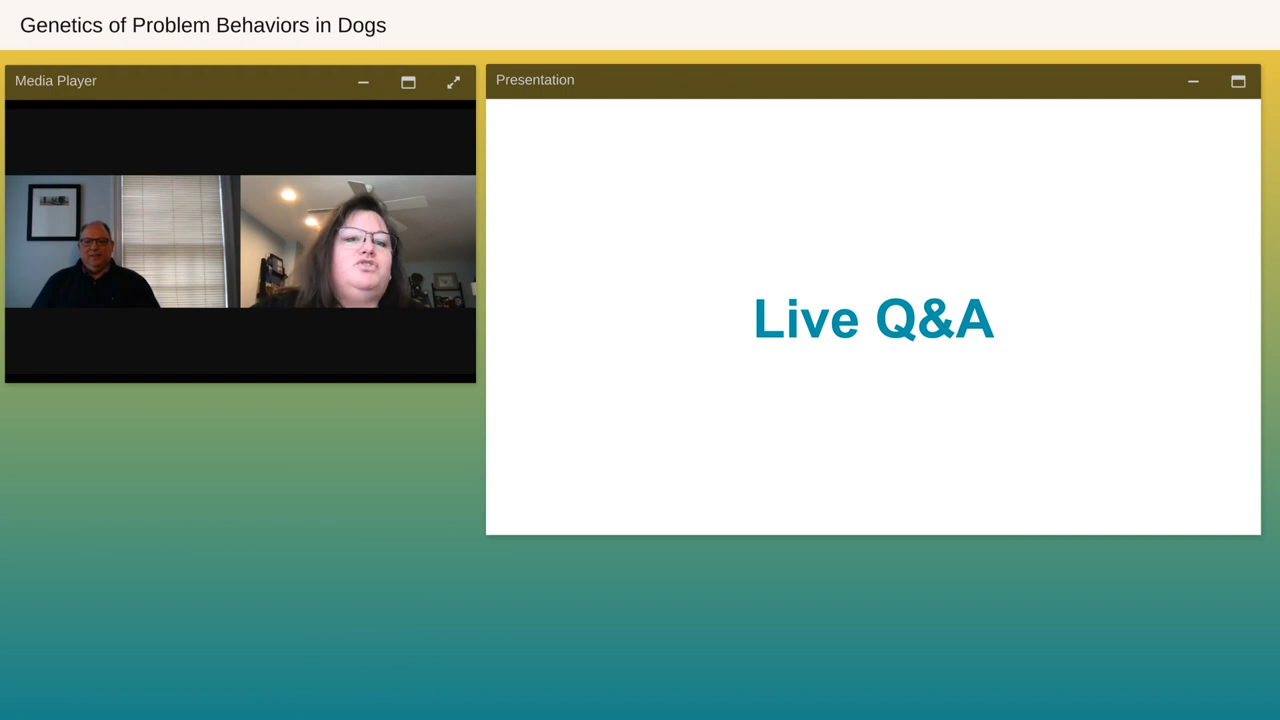 Genetics of Problem Behaviors in Dogs
Media Player
Presentation
Live Q&A